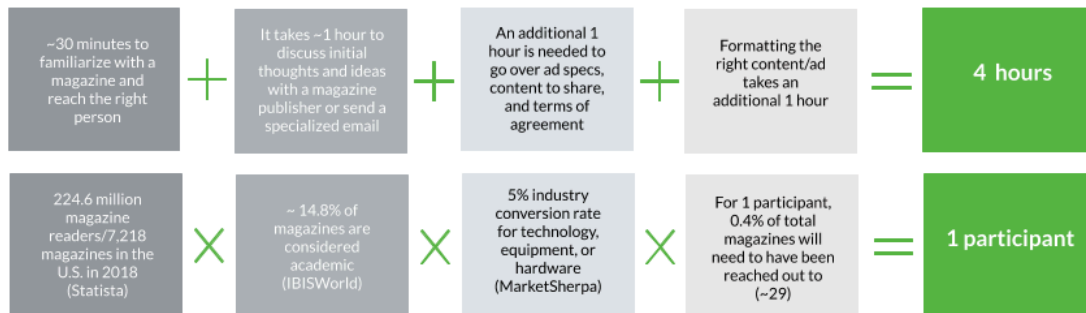 ~30 minutes to
familiarize with a
magazine and
reach the right
person
+
It takes ~1 hour to
discuss initial
thoughts and ideas
with a magazine
publisher or send a
specialized email
+
An additional 1
hour is needed to
go over ad specs,
content to share,
and terms of
agreement
+
Formatting the
right content/ad
takes an
additional 1 hour
=
4 hours
224.6 million
magazine
readers/7,218
magazines in the
U.S. in 2018
(Statista)
×
~ 14.8% of
magazines are
considered
academic
(IBISWorld)
×
5% industry
conversion rate
for technology,
equipment, or
hardware
(MarketSherpa)
×
For 1 participant,
0.4% of total
magazines will
need to have been
reached out to
(~29)
=
1 participant